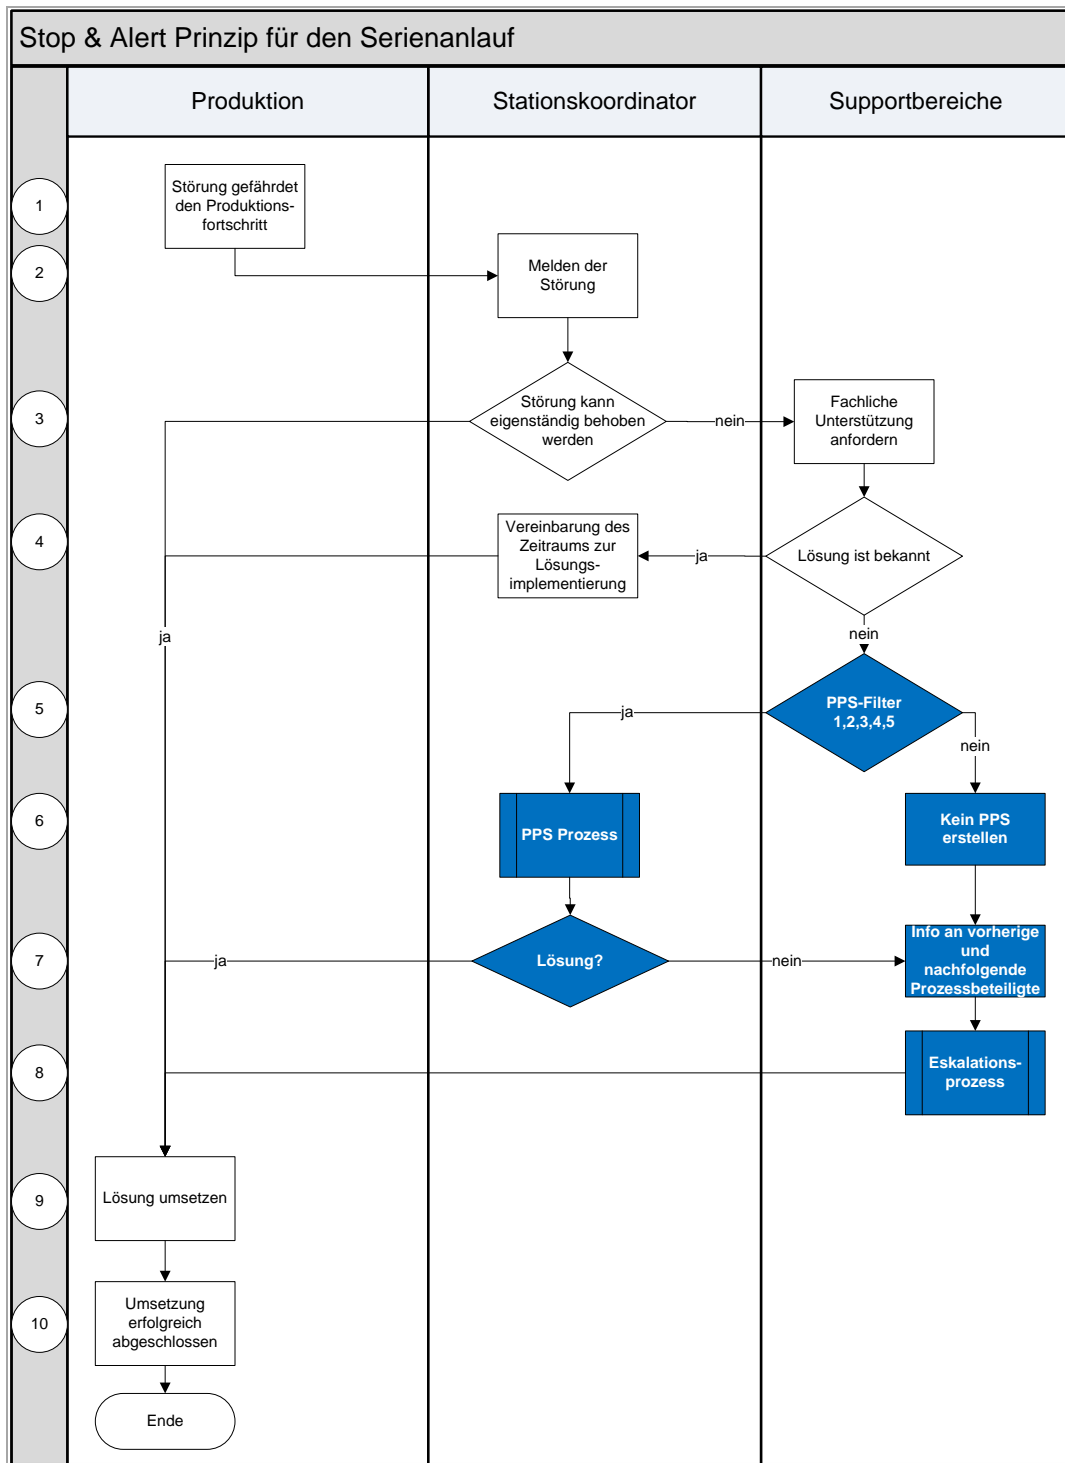 Stop & Alert Prinzip für den Serienanlauf
Produktion
Stationskoordinator
Supportbereiche
1
Störung gefährdet
den Produktions-
fortschritt
2
Melden der
Störung
3
Störung kann
eigenständig behoben
werden
nein
Fachliche
Unterstützung
anfordern
4
Vereinbarung des
Zeitraums zur
Lösungs-
implementierung
ja
Lösung ist bekannt
ja
nein
5
ja
PPS-Filter
1,2,3,4,5
nein
6
PPS Prozess
Kein PPS
erstellen
7
ja
Lösung?
nein
Info an vorherige
und
nachfolgende
Prozessbeteiligte
8
Eskalations-
prozess
9
Lösung umsetzen
10
Umsetzung
erfolgreich
abgeschlossen
Ende